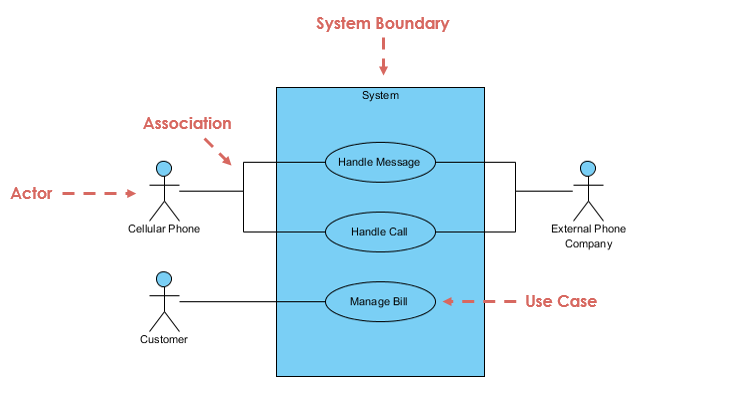 System Boundary
System
Association
Handle Message
Actor
Cellular Phone
Handle Call
External Phone
Company
Manage Bill
Use Case
Customer